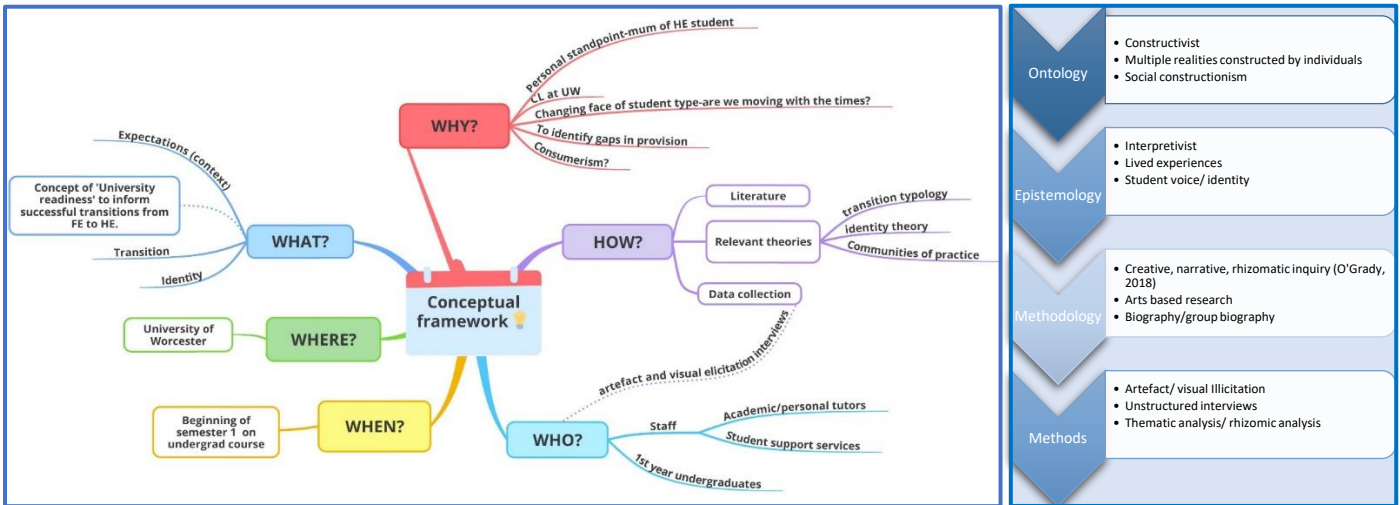 WHY?
Personal standpoint-mum of HE student
CL at UW
Changing face of student type-are we moving with the times?
To identify gaps in provision
Consumerism?
WHAT?
Expectations (context)
Concept of 'University
readiness' to inform
successful transitions from
FE to HE.
Transition
Identity
HOW?
Literature
Relevant theories
transition typology
identity theory
Communities of practice
Data collection
artefact and visual elicitation interviews
Conceptual
framework
WHERE?
University of
Worcester
WHEN?
Beginning of
semester 1 on
undergrad course
WHO?
Staff
Academic/personal tutors
Student support services
1st year undergraduates
Ontology
• Constructivist
• Multiple realities constructed by individuals
• Social constructionism
Epistemology
• Interpretivist
• Lived experiences
• Student voice/ identity
Methodology
• Creative, narrative, rhizomatic inquiry (O'Grady,
2018)
• Arts based research
• Biography/group biography
Methods
• Artefact/ visual Illicitation
• Unstructured interviews
• Thematic analysis/ rhizomic analysis